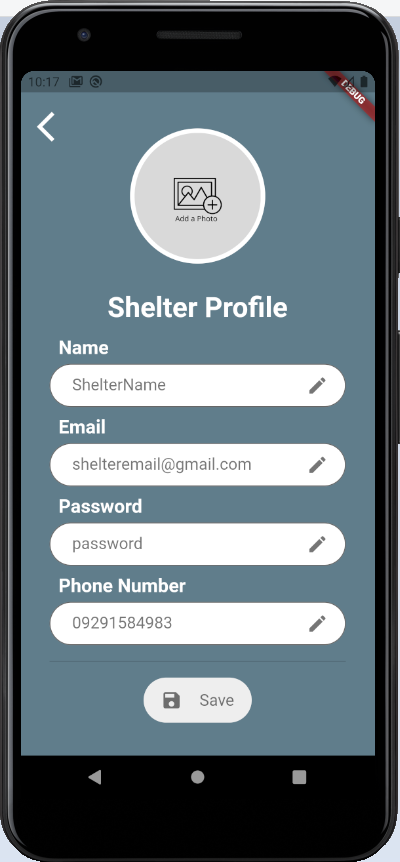 10:17
DEBUG
Add a Photo
Shelter Profile
Name
ShelterName
Email
shelteremail@gmail.com
Password
password
Phone Number
09291584983
Save